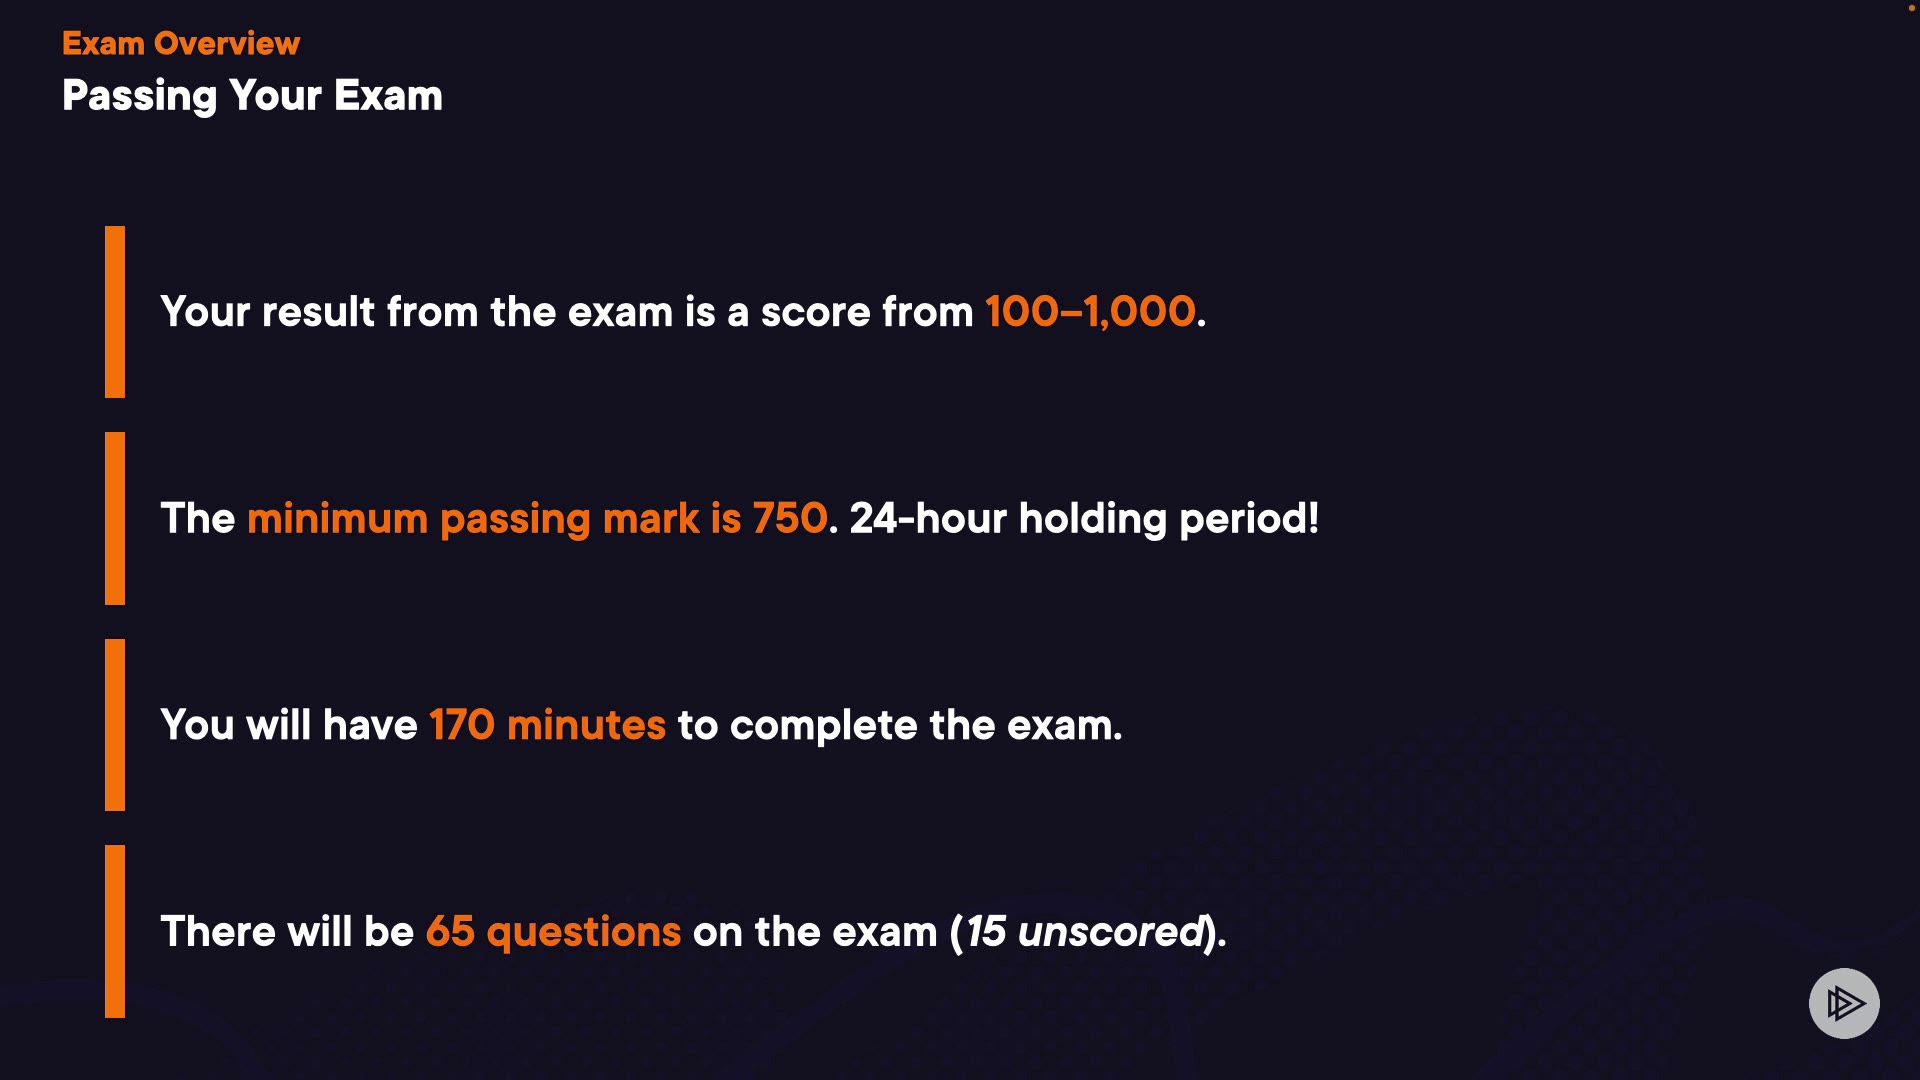 Exam Overview
Passing Your Exam
Your result from the exam is a score from 100–1,000.
The minimum passing mark is 750. 24-hour holding period!
You will have 170 minutes to complete the exam.
There will be 65 questions on the exam (15 unscored).